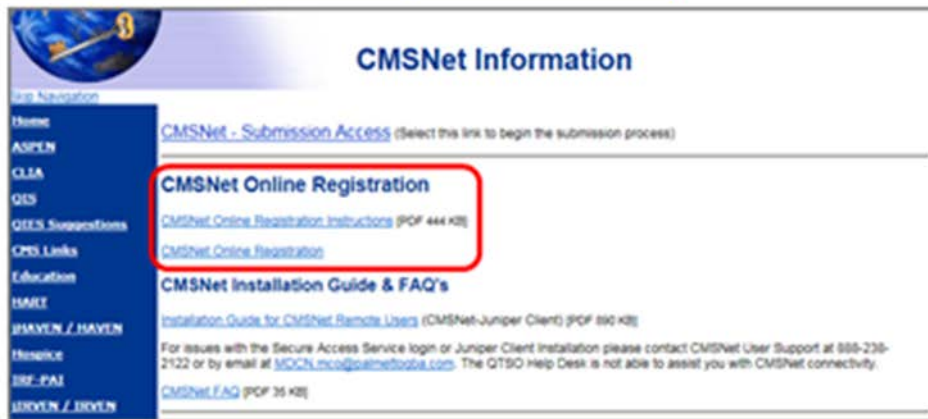 CMSNet Information
Skip Navigation
Home
ASPEN
CLIA
QIS
QIES Suggestions
CMS Links
Education
HART
jHAVEN / HAVEN
Hospice
IRF-PAI
jIRVEN / IRVEN
CMSNet - Submission Access (Select this link to begin the submission process)
CMSNet Online Registration
CMSNet Online Registration Instructions [PDF 444 KB]
CMSNet Online Registration
CMSNet Installation Guide & FAQ's
Installation Guide for CMSNet Remote Users (CMSNet-Juniper Client) [PDF 890 KB]
For issues with the Secure Access Service login or Juniper Client Installation please contact CMSNet User Support at 888-238-
2122 or by email at MDCN.mco@palmettogba.com. The QTSO Help Desk is not able to assist you with CMSNet connectivity.
CMSNet FAQ [PDF 35 KB]